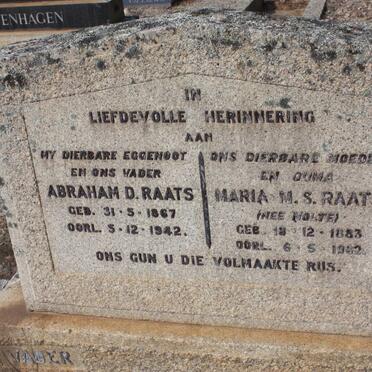 ENHAGEN
IN
LIEFDEVOLLE HERINNERING
AAN
MY DIERBARE EGGENOOT
EN ONS VADER
ABRAHAM D. RAATS
GEB. 31-5-1867
OORL. 5-12-1942.
ONS DIERBARE MOEDE
EN OUMA
MARIA M. S. RAAT
(NEE NOLTE)
GEB. 18-12-1883
OORL. 6-5-1962.
ONS GUN U DIE VOLMAAKTE RUS.
VADER